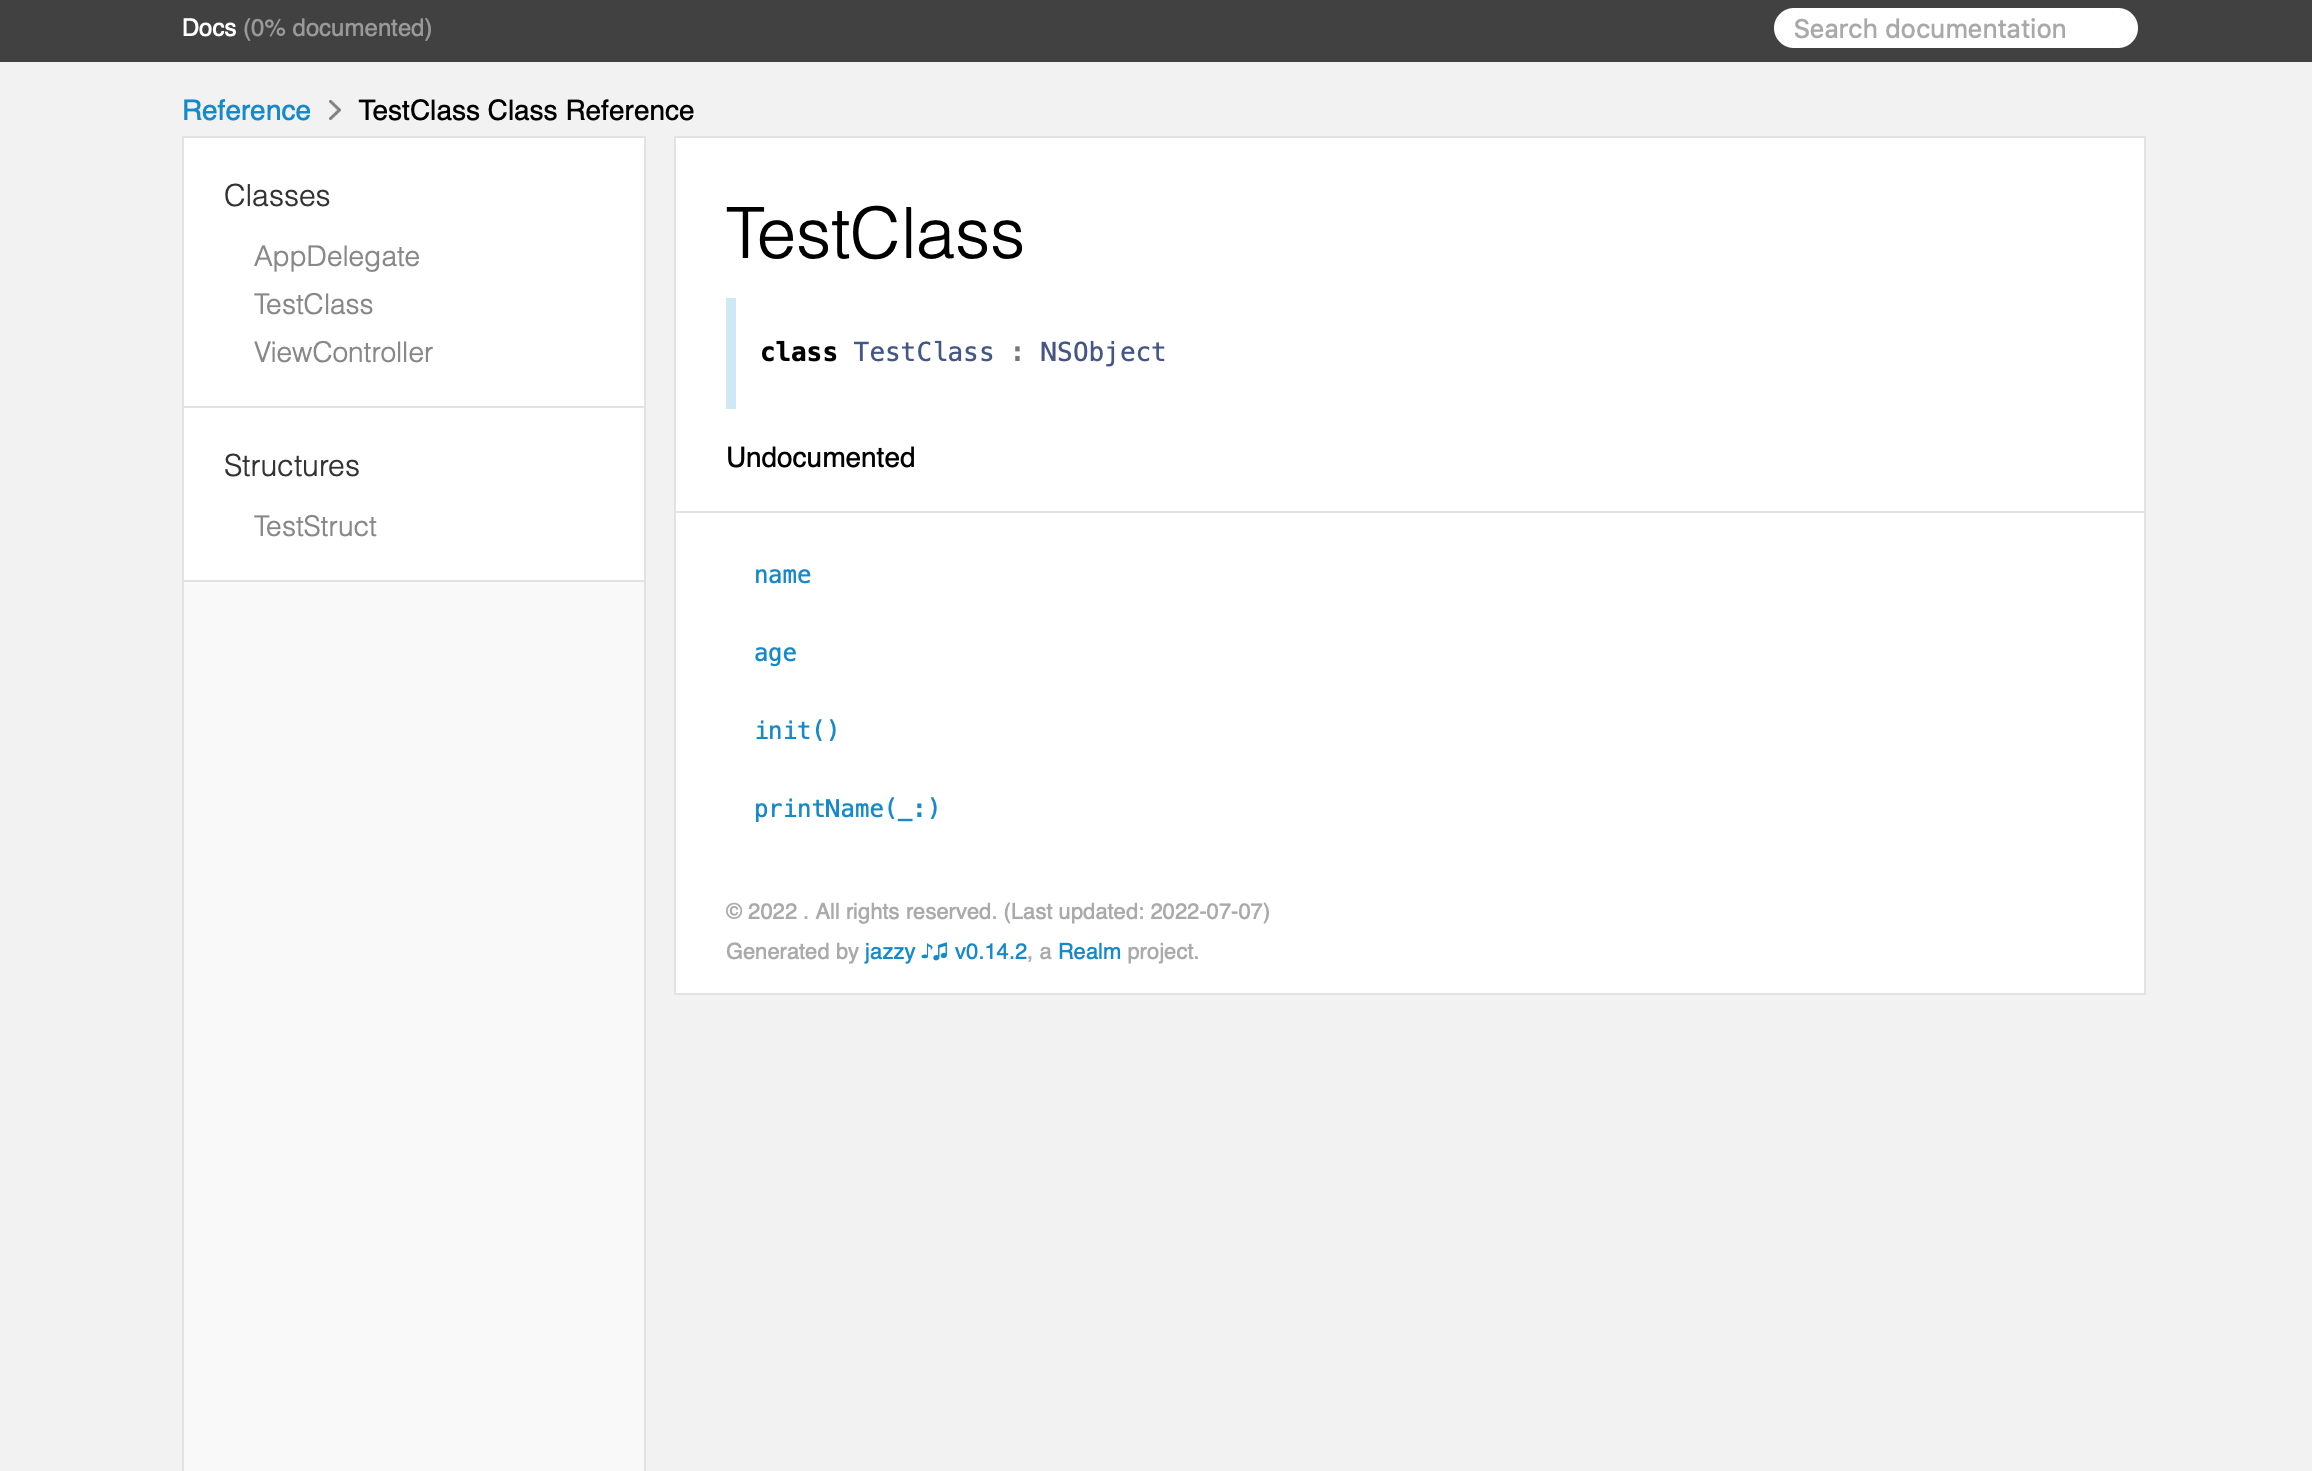 Docs (0% documented)
Search documentation
Reference > TestClass Class Reference
Classes
AppDelegate
TestClass
ViewController
Structures
TestStruct
TestClass
class TestClass : NSObject
Undocumented
name
age
init()
printName(_:)
© 2022 . All rights reserved. (Last updated: 2022-07-07)
Generated by jazzy ♪♫ v0.14.2, a Realm project.